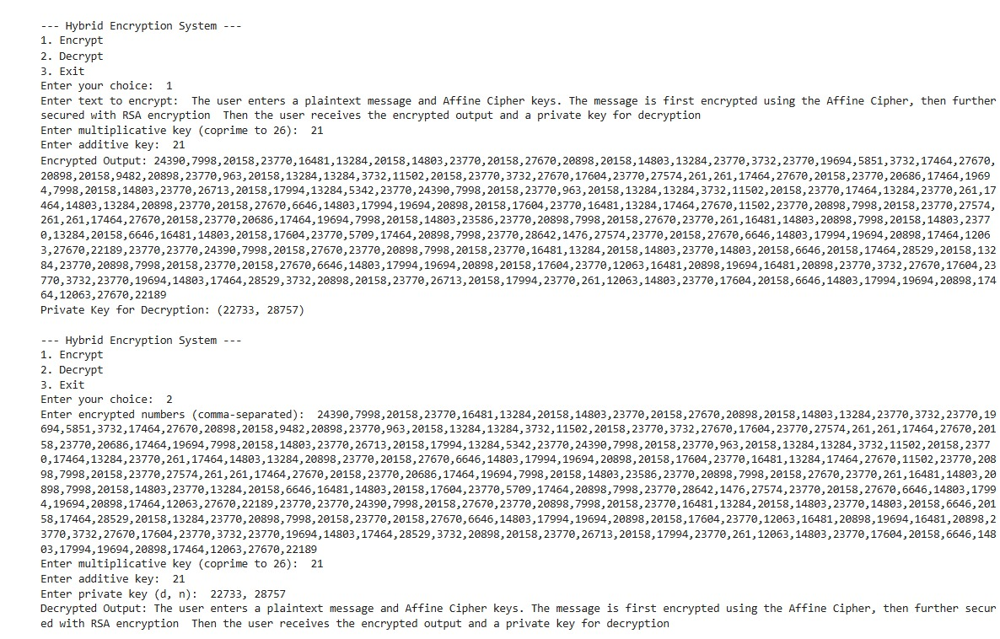 --- Hybrid Encryption System ---
1. Encrypt
2. Decrypt
3. Exit
Enter your choice:  1
Enter text to encrypt:  The user enters a plaintext message and Affine Cipher keys. The message is first encrypted using the Affine Cipher, then further
secured with RSA encryption  Then the user receives the encrypted output and a private key for decryption
Enter multiplicative key (coprime to 26):  21
Enter additive key:  21
Encrypted Output: 24390,7998,20158,23770,16481,13284,20158,14803,23770,20158,27670,20898,20158,14803,13284,23770,3732,23770,19694,5851,3732,17464,27670,
20898,20158,9482,20898,23770,963,20158,13284,13284,3732,11502,20158,23770,3732,27670,17604,23770,27574,261,261,17464,27670,20158,23770,20686,17464,1969
4,7998,20158,14803,23770,26713,20158,17994,13284,5342,23770,24390,7998,20158,23770,963,20158,13284,13284,3732,11502,20158,23770,17464,13284,23770,261,17
464,14803,13284,20898,23770,20158,27670,6646,14803,17994,19694,20898,20158,17604,23770,16481,13284,17464,27670,11502,23770,20898,7998,20158,23770,27574,
261,261,17464,27670,20158,23770,20686,17464,19694,7998,20158,14803,23586,23770,20898,7998,20158,27670,23770,261,16481,14803,20898,7998,20158,14803,2377
0,13284,20158,6646,16481,14803,20158,17604,23770,5709,17464,20898,7998,23770,28642,1476,27574,23770,20158,27670,6646,14803,17994,19694,20898,17464,1206
3,27670,22189,23770,23770,24390,7998,20158,27670,23770,20898,7998,20158,23770,16481,13284,20158,14803,23770,14803,20158,6646,20158,17464,28529,20158,132
84,23770,20898,7998,20158,23770,20158,27670,6646,14803,17994,19694,20898,20158,17604,23770,12063,16481,20898,19694,16481,20898,23770,3732,27670,17604,23
770,3732,23770,19694,14803,17464,28529,3732,20898,20158,23770,26713,20158,17994,23770,261,12063,14803,23770,17604,20158,6646,14803,17994,19694,20898,174
64,12063,27670,22189
Private Key for Decryption: (22733, 28757)
--- Hybrid Encryption System ---
1. Encrypt
2. Decrypt
3. Exit
Enter your choice:  2
Enter encrypted numbers (comma-separated):  24390,7998,20158,23770,16481,13284,20158,14803,23770,20158,27670,20898,20158,14803,13284,23770,3732,23770,19
694,5851,3732,17464,27670,20898,20158,9482,20898,23770,963,20158,13284,13284,3732,11502,20158,23770,3732,27670,17604,23770,27574,261,261,17464,27670,201
58,23770,20686,17464,19694,7998,20158,14803,23770,26713,20158,17994,13284,5342,23770,24390,7998,20158,23770,963,20158,13284,13284,3732,11502,20158,2377
0,17464,13284,23770,261,17464,14803,13284,20898,23770,20158,27670,6646,14803,17994,19694,20898,20158,17604,23770,16481,13284,17464,27670,11502,23770,208
98,7998,20158,23770,27574,261,261,17464,27670,20158,23770,20686,17464,19694,7998,20158,14803,23586,23770,20898,7998,20158,27670,23770,261,16481,14803,20
898,7998,20158,14803,23770,13284,20158,6646,16481,14803,20158,17604,23770,5709,17464,20898,7998,23770,28642,1476,27574,23770,20158,27670,6646,14803,1799
4,19694,20898,17464,12063,27670,22189,23770,23770,24390,7998,20158,27670,23770,20898,7998,20158,23770,16481,13284,20158,14803,23770,14803,20158,6646,201
58,17464,28529,20158,13284,23770,20898,7998,20158,23770,20158,27670,6646,14803,17994,19694,20898,20158,17604,23770,12063,16481,20898,19694,16481,20898,2
3770,3732,27670,17604,23770,3732,23770,19694,14803,17464,28529,3732,20898,20158,23770,26713,20158,17994,23770,261,12063,14803,23770,17604,20158,6646,148
03,17994,19694,20898,17464,12063,27670,22189
Enter multiplicative key (coprime to 26):  21
Enter additive key:  21
Enter private key (d, n):  22733, 28757
Decrypted Output: The user enters a plaintext message and Affine Cipher keys. The message is first encrypted using the Affine Cipher, then further secur
ed with RSA encryption  Then the user receives the encrypted output and a private key for decryption